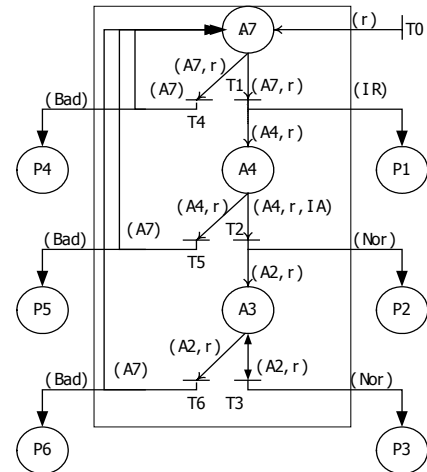 A7
(r)
T0
(A7,r)
(Bad)
(A7)
T1
(A7,r)
(IR)
T4
(A4,r)
P4
A4
P1
(A4,r)
(A4,r,IA)
(Bad)
(A7)
T2
(Nor)
T5
(A2,r)
P5
A3
P2
(A2,r)
(A2,r)
(Bad)
(A7)
(Nor)
T6
T3
P6
P3